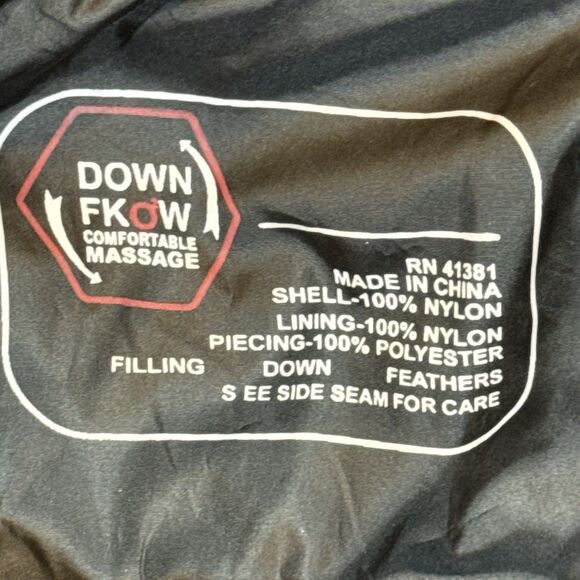 DOWN
FKOW
COMFORTABLE
MASSAGE
RN 41381
MADE IN CHINA
SHELL-100% NYLON
LINING-100% NYLON
PIECING-100% POLYESTER
FILLING DOWN FEATHERS
S EE SIDE SEAM FOR CARE